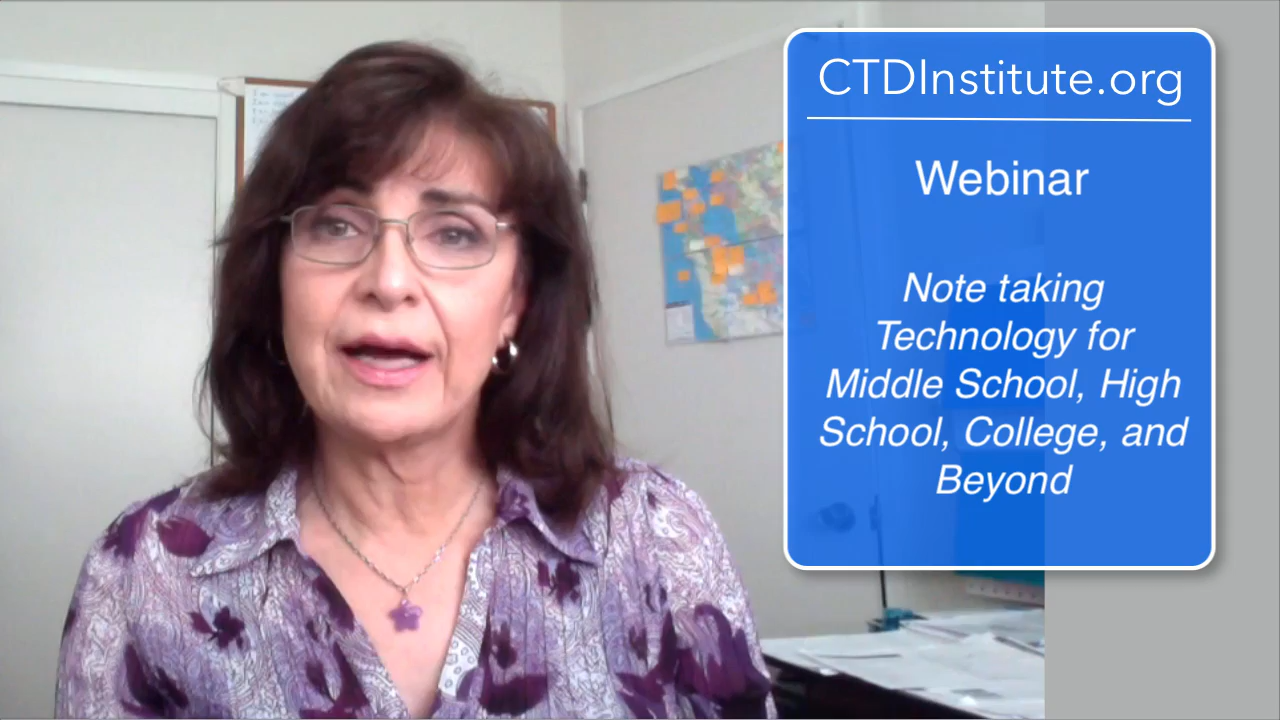 CTDInstitute.org
Webinar
Note taking
Technology for
Middle School, High
School, College, and
Beyond